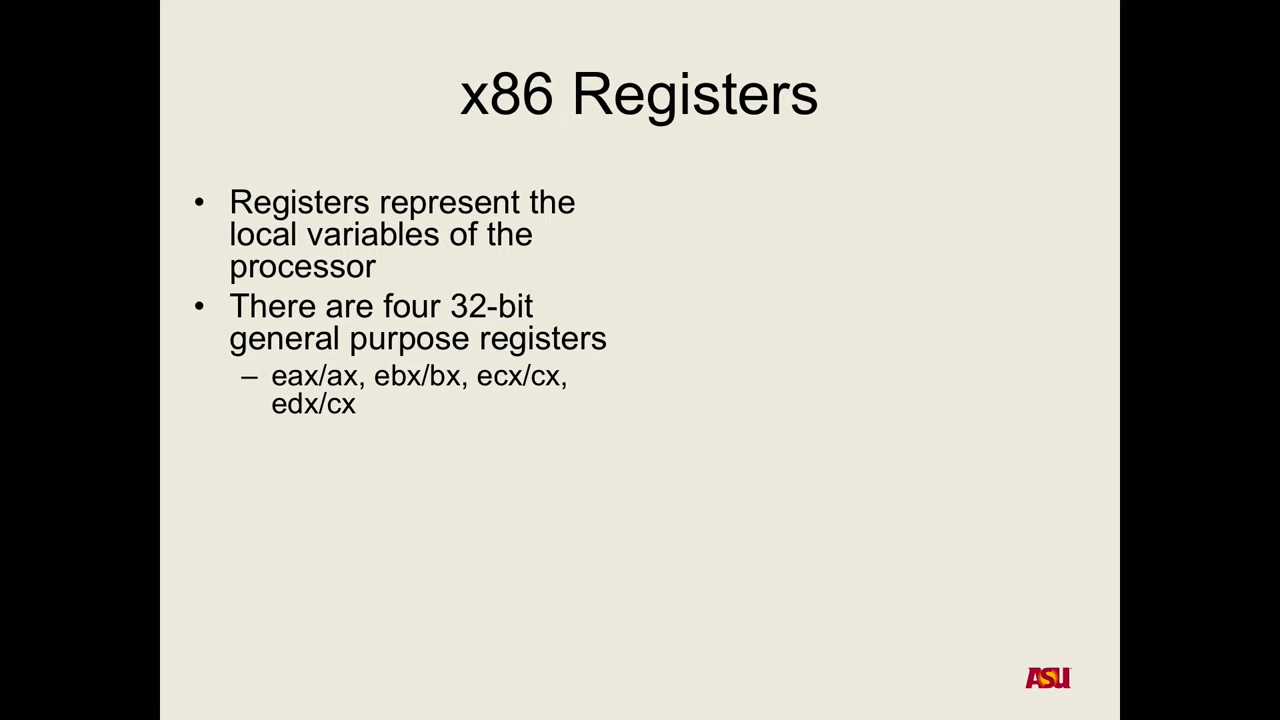 x86 Registers
• Registers represent the
local variables of the
processor
• There are four 32-bit
general purpose registers
– eax/ax, ebx/bx, ecx/cx,
edx/cx
ASU